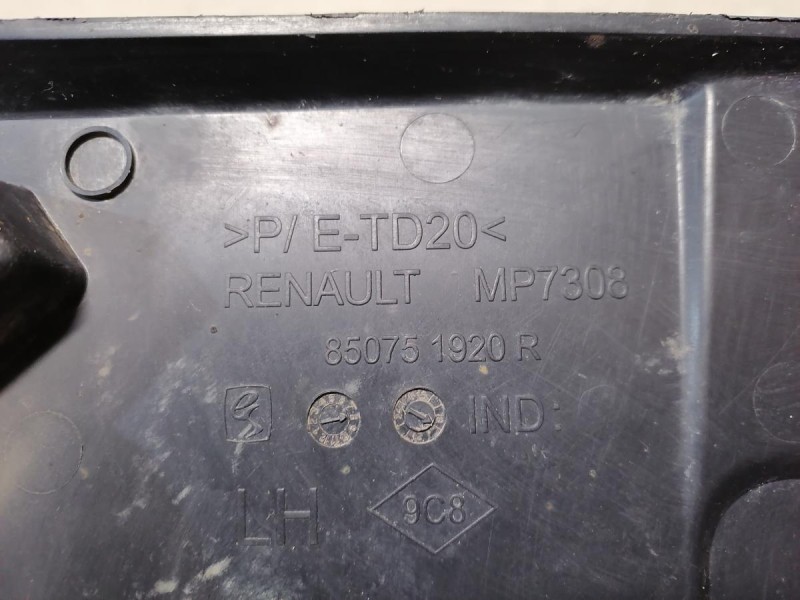 >P/ E-TD20<
RENAULT MP7308
85075 1920 R
IND:
LH 9C8